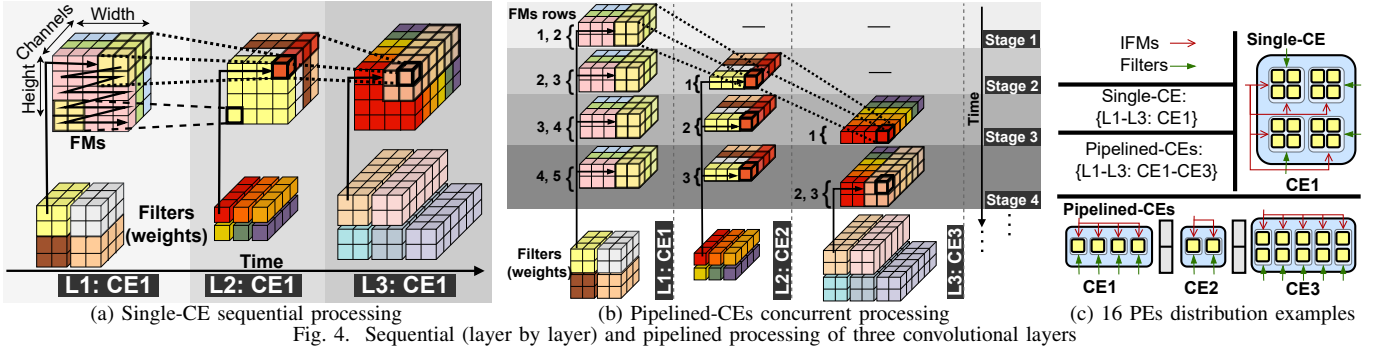 Channels
Width
Height
FMs
Filters
(weights)
Time
L1: CE1
L2: CE1
L3: CE1
(a) Single-CE sequential processing
FMs rows
1, 2
2, 3
3, 4
4, 5
1
2
3
1
2, 3
Stage 1
Stage 2
Stage 3
Stage 4
Time
Filters
(weights)
L1: CE1
L2: CE2
L3: CE3
(b) Pipelined-CEs concurrent processing
IFMs
Filters
Single-CE:
{L1-L3: CE1}
Pipelined-CEs:
{L1-L3: CE1-CE3}
Single-CE
CE1
Pipelined-CEs
CE1
CE2
CE3
(c) 16 PEs distribution examples
Fig. 4. Sequential (layer by layer) and pipelined processing of three convolutional layers